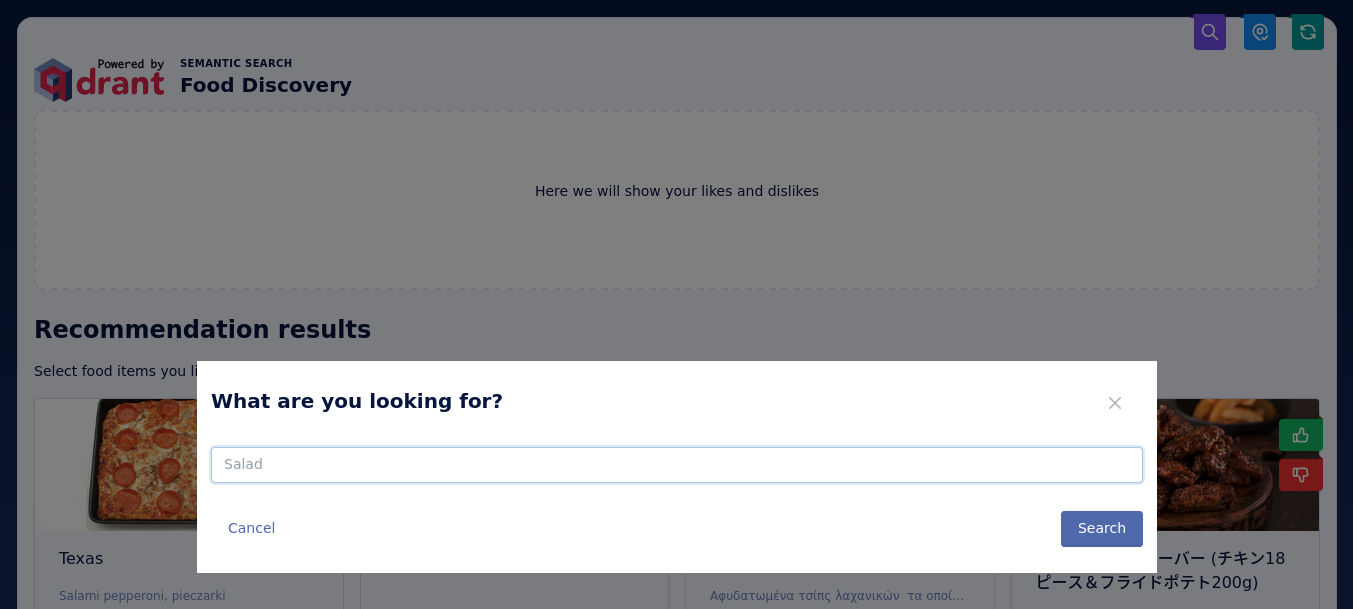 Powered by
qdrant
SEMANTIC SEARCH
Food Discovery
Here we will show your likes and dislikes
Recommendation results
Select food items you li
What are you looking for?
Salad
Cancel
Search
Texas
Salami pepperoni, pieczarki
Αφυδατωμένα τσίπς λαχανικών τα οποί...
ーバー (チキン18
ピース＆フライドポテト200g)